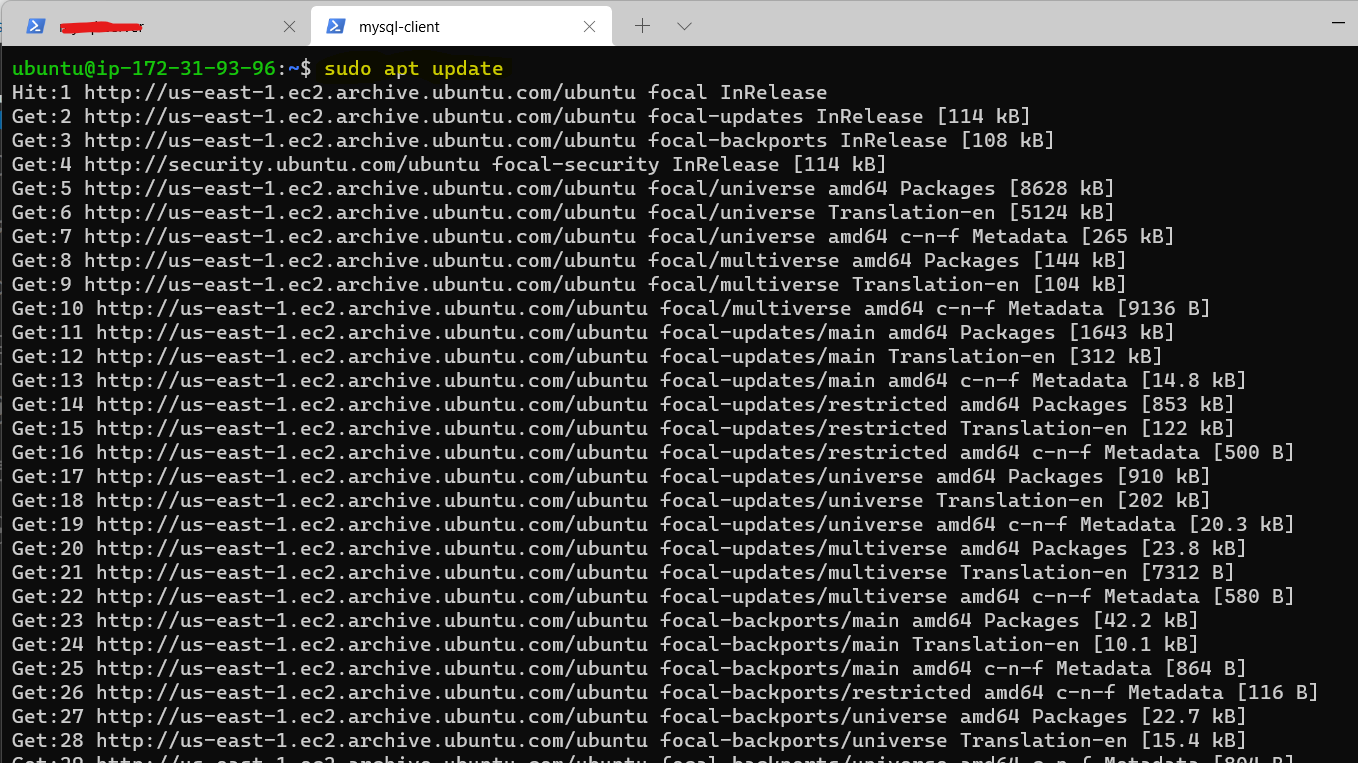 mysql-client
ubuntu@ip-172-31-93-96:~$ sudo apt update
Hit:1 http://us-east-1.ec2.archive.ubuntu.com/ubuntu focal InRelease
Get:2 http://us-east-1.ec2.archive.ubuntu.com/ubuntu focal-updates InRelease [114 kB]
Get:3 http://us-east-1.ec2.archive.ubuntu.com/ubuntu focal-backports InRelease [108 kB]
Get:4 http://security.ubuntu.com/ubuntu focal-security InRelease [114 kB]
Get:5 http://us-east-1.ec2.archive.ubuntu.com/ubuntu focal/universe amd64 Packages [8628 kB]
Get:6 http://us-east-1.ec2.archive.ubuntu.com/ubuntu focal/universe Translation-en [5124 kB]
Get:7 http://us-east-1.ec2.archive.ubuntu.com/ubuntu focal/universe amd64 c-n-f Metadata [265 kB]
Get:8 http://us-east-1.ec2.archive.ubuntu.com/ubuntu focal/multiverse amd64 Packages [144 kB]
Get:9 http://us-east-1.ec2.archive.ubuntu.com/ubuntu focal/multiverse Translation-en [104 kB]
Get:10 http://us-east-1.ec2.archive.ubuntu.com/ubuntu focal/multiverse amd64 c-n-f Metadata [9136 B]
Get:11 http://us-east-1.ec2.archive.ubuntu.com/ubuntu focal-updates/main amd64 Packages [1643 kB]
Get:12 http://us-east-1.ec2.archive.ubuntu.com/ubuntu focal-updates/main Translation-en [312 kB]
Get:13 http://us-east-1.ec2.archive.ubuntu.com/ubuntu focal-updates/main amd64 c-n-f Metadata [14.8 kB]
Get:14 http://us-east-1.ec2.archive.ubuntu.com/ubuntu focal-updates/restricted amd64 Packages [853 kB]
Get:15 http://us-east-1.ec2.archive.ubuntu.com/ubuntu focal-updates/restricted Translation-en [122 kB]
Get:16 http://us-east-1.ec2.archive.ubuntu.com/ubuntu focal-updates/restricted amd64 c-n-f Metadata [500 B]
Get:17 http://us-east-1.ec2.archive.ubuntu.com/ubuntu focal-updates/universe amd64 Packages [910 kB]
Get:18 http://us-east-1.ec2.archive.ubuntu.com/ubuntu focal-updates/universe Translation-en [202 kB]
Get:19 http://us-east-1.ec2.archive.ubuntu.com/ubuntu focal-updates/universe amd64 c-n-f Metadata [20.3 kB]
Get:20 http://us-east-1.ec2.archive.ubuntu.com/ubuntu focal-updates/multiverse amd64 Packages [23.8 kB]
Get:21 http://us-east-1.ec2.archive.ubuntu.com/ubuntu focal-updates/multiverse Translation-en [7312 B]
Get:22 http://us-east-1.ec2.archive.ubuntu.com/ubuntu focal-updates/multiverse amd64 c-n-f Metadata [580 B]
Get:23 http://us-east-1.ec2.archive.ubuntu.com/ubuntu focal-backports/main amd64 Packages [42.2 kB]
Get:24 http://us-east-1.ec2.archive.ubuntu.com/ubuntu focal-backports/main Translation-en [10.1 kB]
Get:25 http://us-east-1.ec2.archive.ubuntu.com/ubuntu focal-backports/main amd64 c-n-f Metadata [864 B]
Get:26 http://us-east-1.ec2.archive.ubuntu.com/ubuntu focal-backports/restricted amd64 c-n-f Metadata [116 B]
Get:27 http://us-east-1.ec2.archive.ubuntu.com/ubuntu focal-backports/universe amd64 Packages [22.7 kB]
Get:28 http://us-east-1.ec2.archive.ubuntu.com/ubuntu focal-backports/universe Translation-en [15.4 kB]